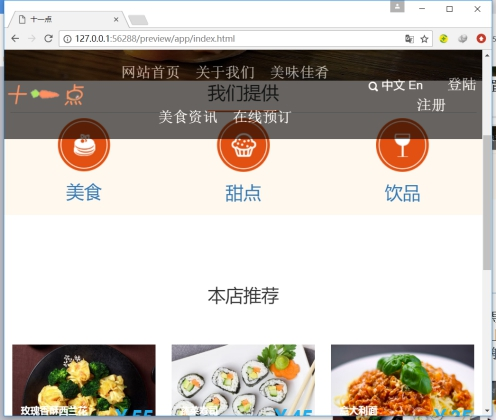 十一点
127.0.0.1:56288/preview/app/index.html
网站首页 关于我们 美味佳肴
十 点
我们提供
中文 En 登陆
注册
美食资讯 在线预订
美食 甜点 饮品
本店推荐